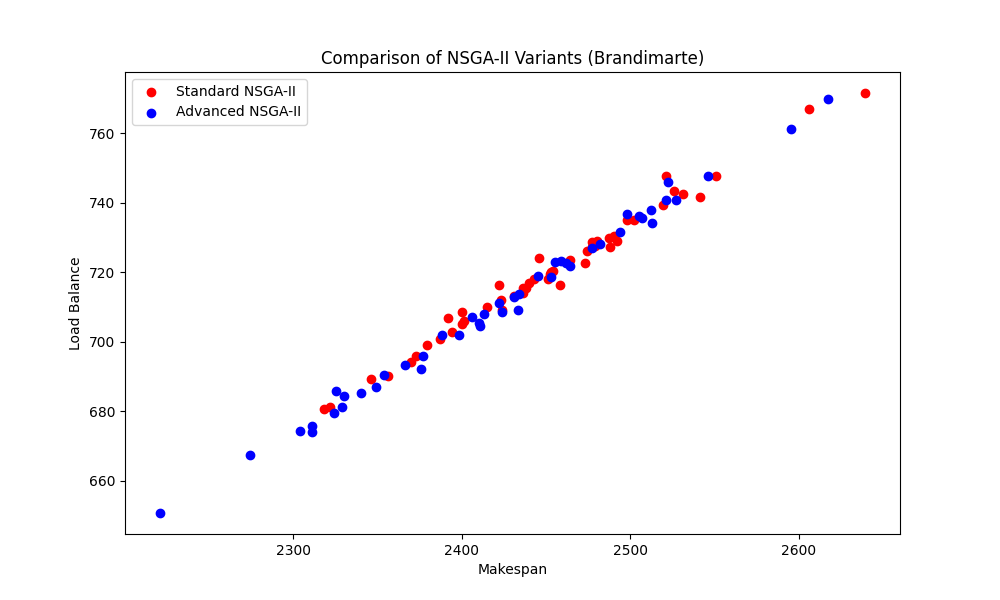 Comparison of NSGA-II Variants (Brandimarte)
Standard NSGA-II
Advanced NSGA-II
760
740
720
700
680
660
Load Balance
2300 2400 2500 2600
Makespan